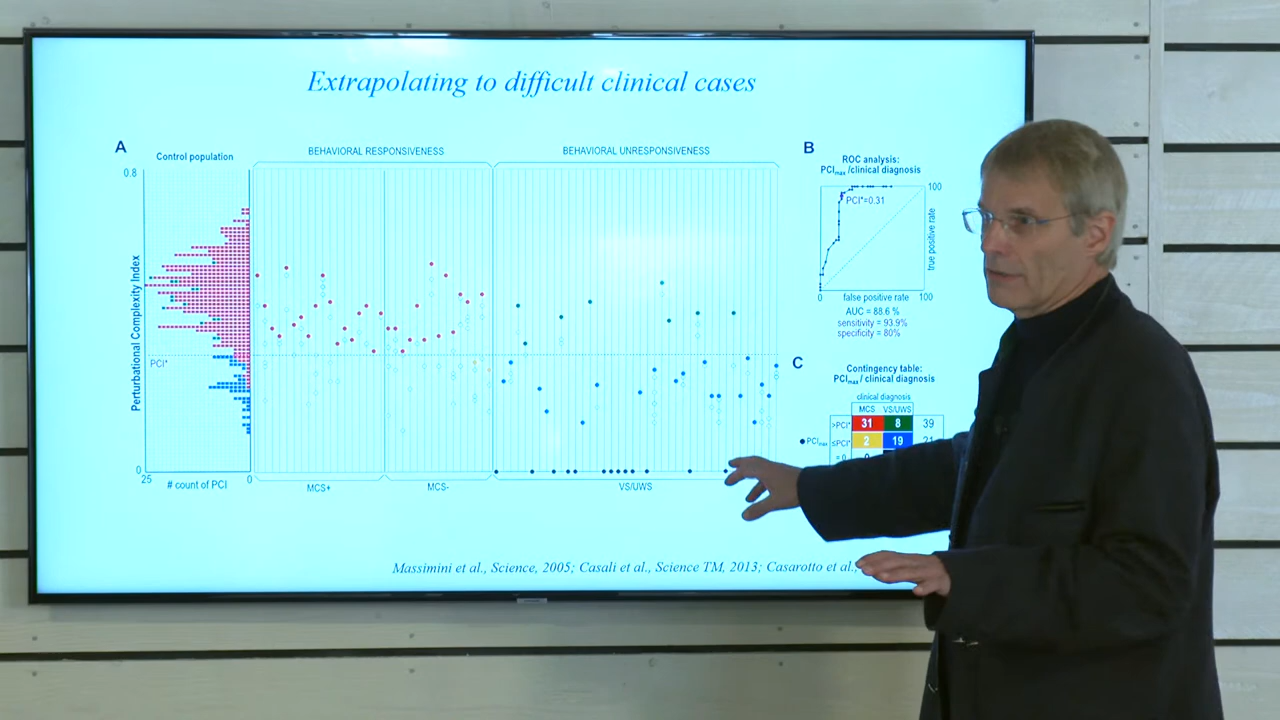 Extrapolating to difficult clinical cases
A
Control population
BEHAVIORAL RESPONSIVENESS
BEHAVIORAL UNRESPONSIVENESS
0.8
Perturbational Complexity Index
PCI*
0
25
# count of PCI
0
MCS+
MCS-
VS/UWS
B
ROC analysis:
PCImax /clinical diagnosis
100
PCI*=0.31
true positive rate
0
false positive rate
100
AUC = 88.6 %
sensitivity = 93.9%
specificity = 80%
C
Contingency table:
PCImax / clinical diagnosis
clinical diagnosis
MCS VS/UWS
>PCI* 31 8 39
PCImax ≤PCI* 2 19 21
Massimini et al., Science, 2005; Casali et al., Science TM, 2013; Casarotto et al.,